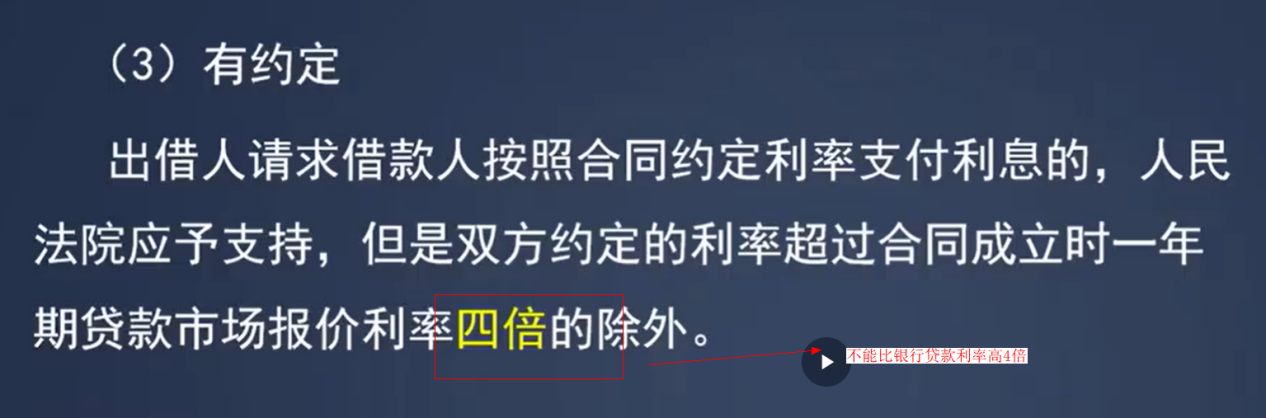 （3）有约定
出借人请求借款人按照合同约定利率支付利息的，人民
法院应予支持，但是双方约定的利率超过合同成立时一年
期贷款市场报价利率四倍的除外。
不能比银行贷款利率高4倍